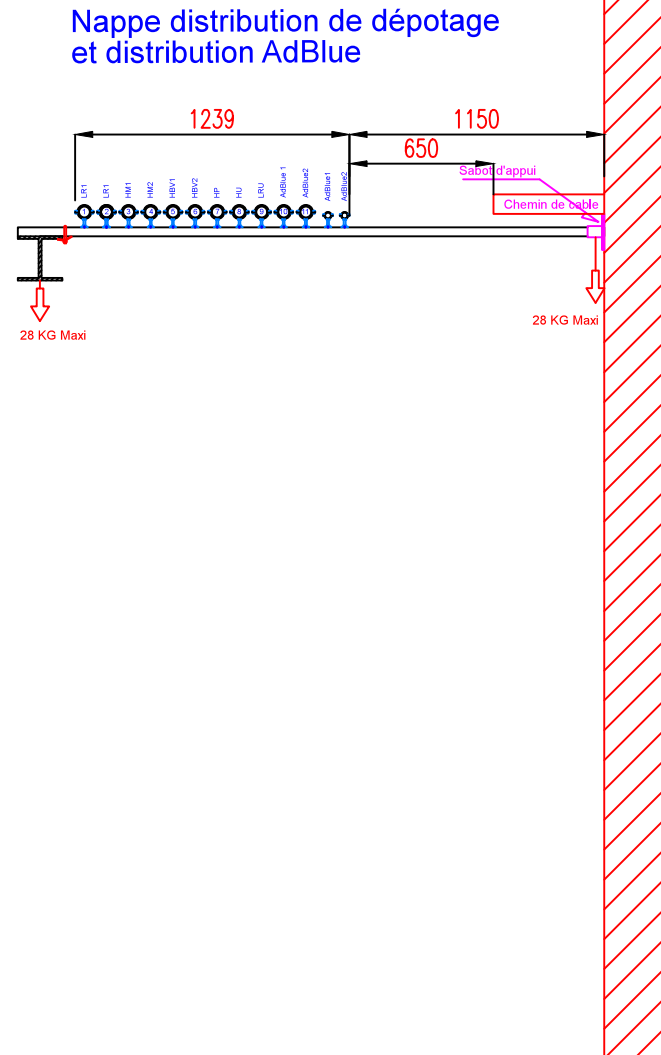 Nappe distribution de dépotage
et distribution AdBlue
1239
1150
650
Sabot d'appui
Chemin de cable
LR1
LR1
HM1
HM2
HBV1
HBV2
HP
HU
LRU
AdBlue 1
AdBlue2
AdBlue1
AdBlue2
1
2
3
4
5
6
7
8
9
10
11
28 KG Maxi
28 KG Maxi